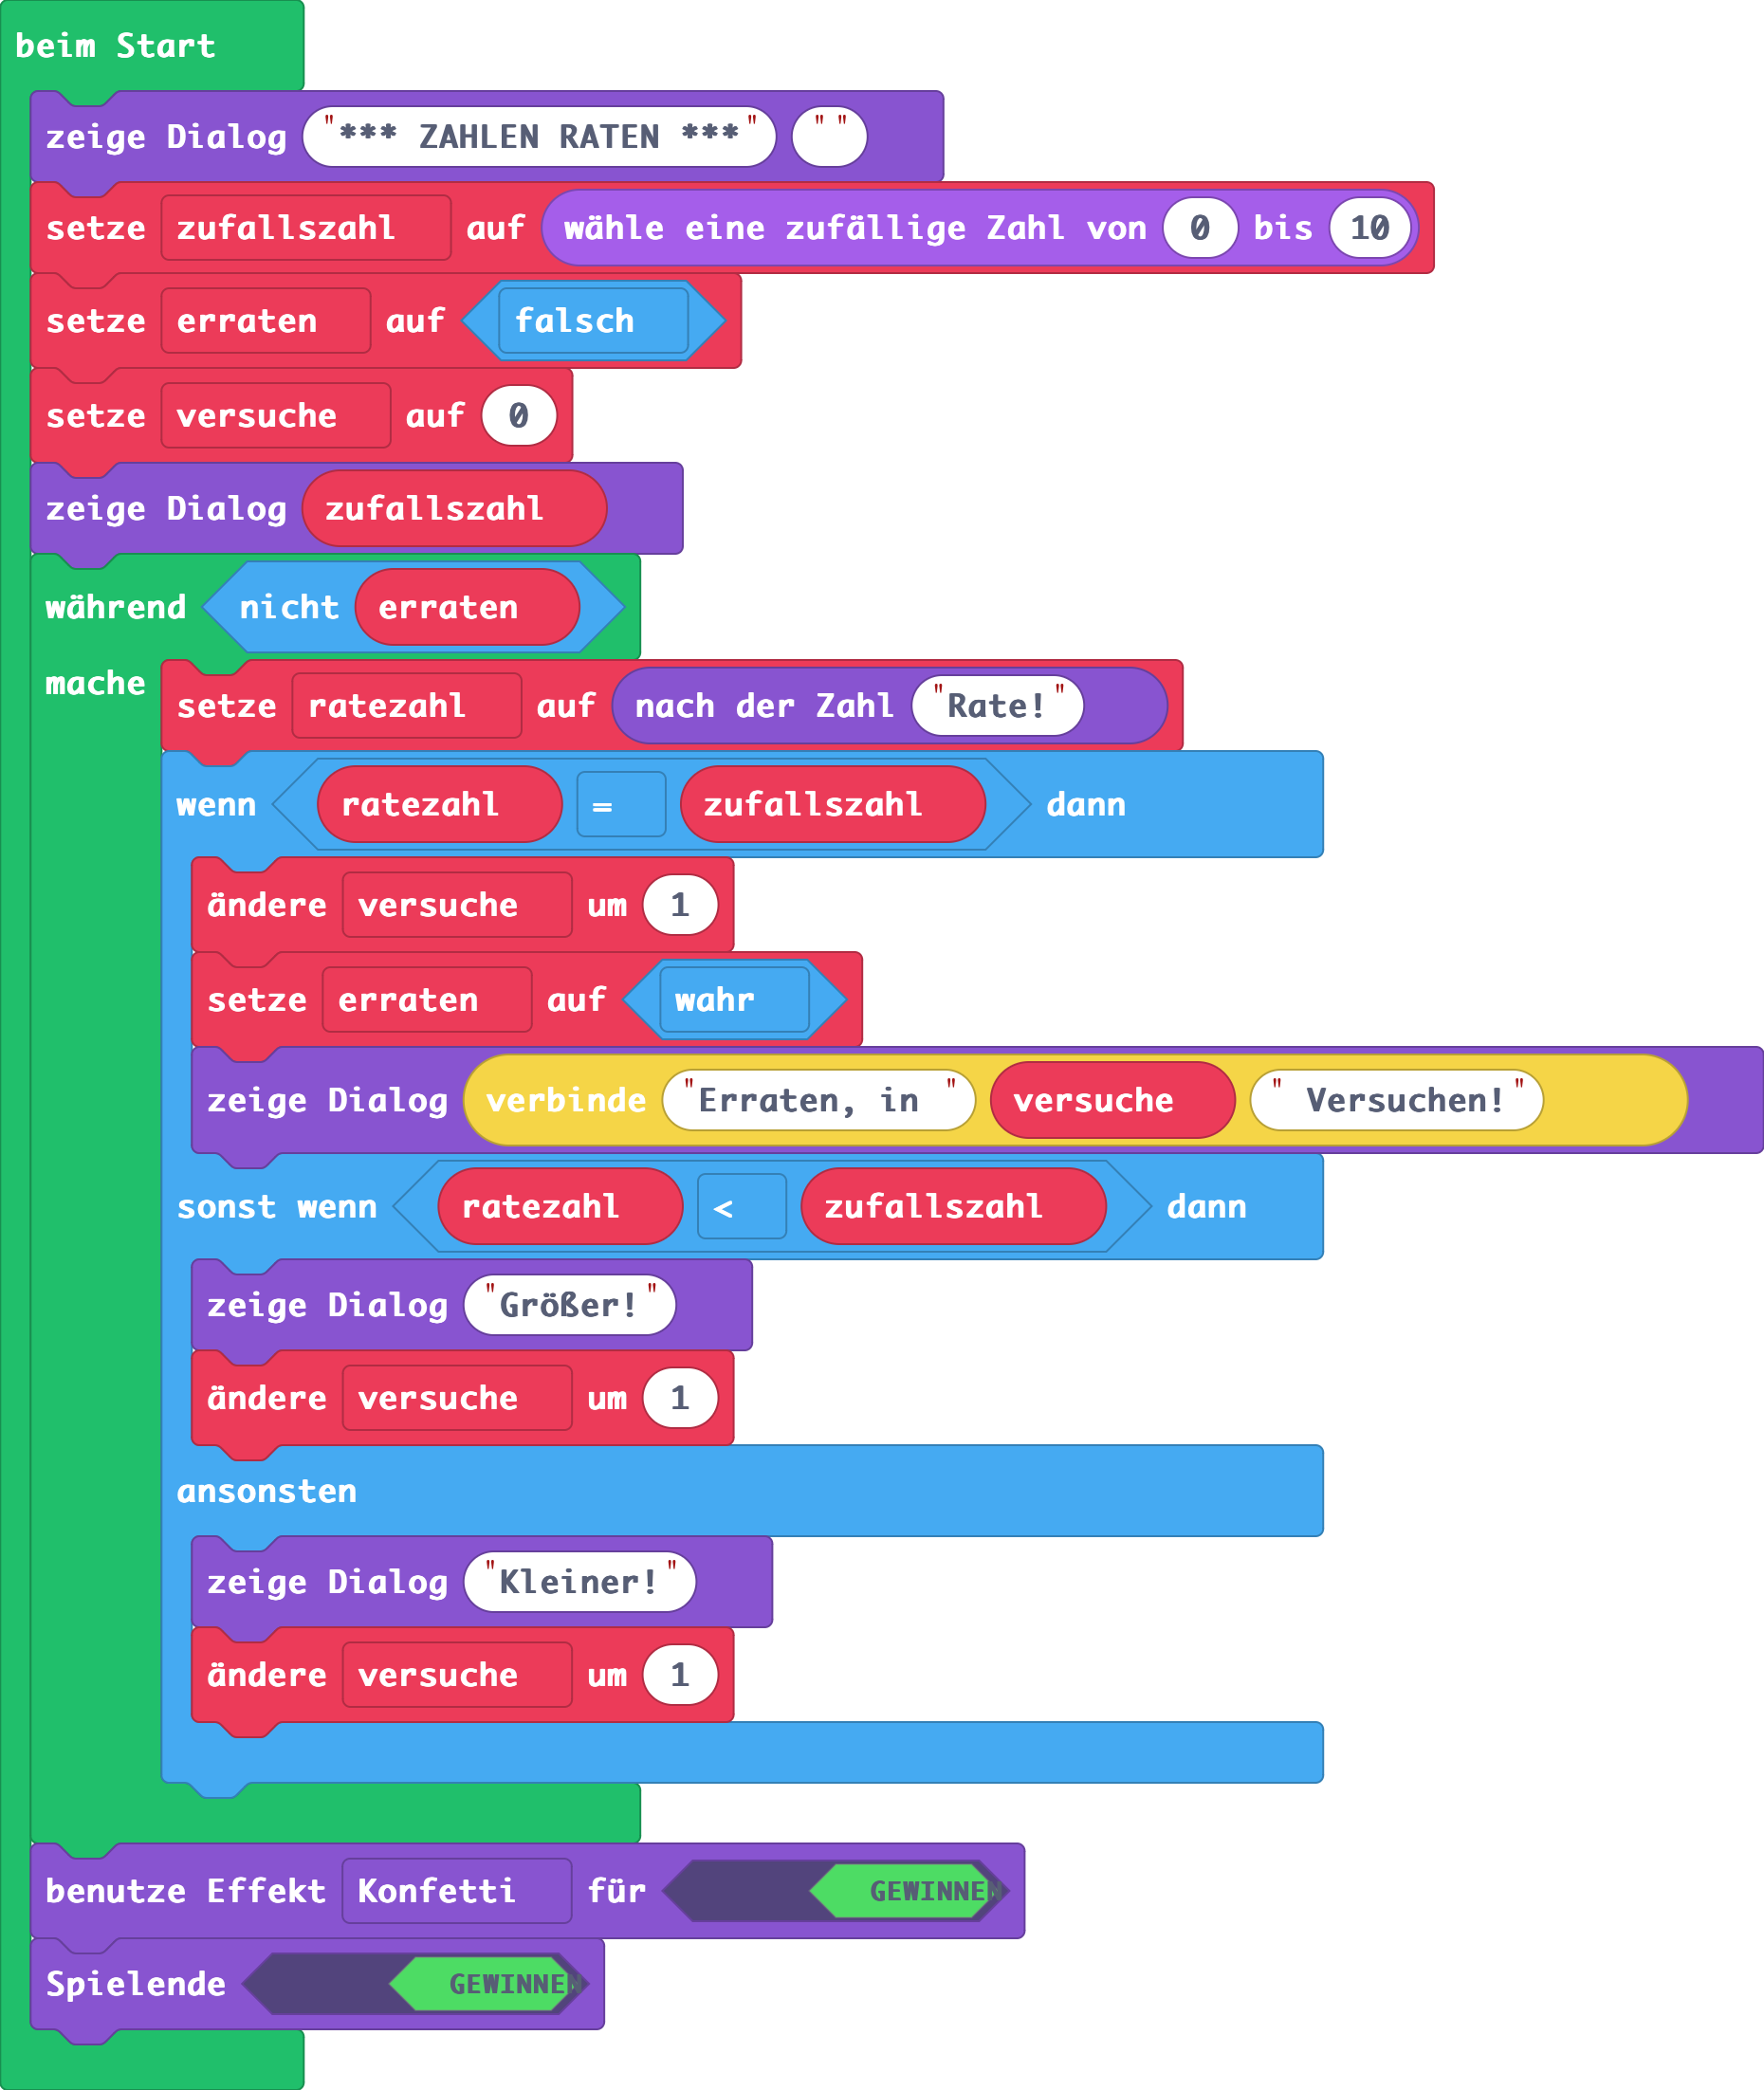 beim Start
zeige Dialog "*** ZAHLEN RATEN ***" " "
setze zufallszahl auf wähle eine zufällige Zahl von 0 bis 10
setze erraten auf falsch
setze versuche auf 0
zeige Dialog zufallszahl
während nicht erraten
mache setze ratezahl auf nach der Zahl "Rate!"
wenn ratezahl = zufallszahl dann
ändere versuche um 1
setze erraten auf wahr
zeige Dialog verbinde "Erraten, in " versuche " Versuchen!"
sonst wenn ratezahl < zufallszahl dann
zeige Dialog "Größer!"
ändere versuche um 1
ansonsten
zeige Dialog "Kleiner!"
ändere versuche um 1
benutze Effekt Konfetti für GEWINNEN
Spielende GEWINNEN